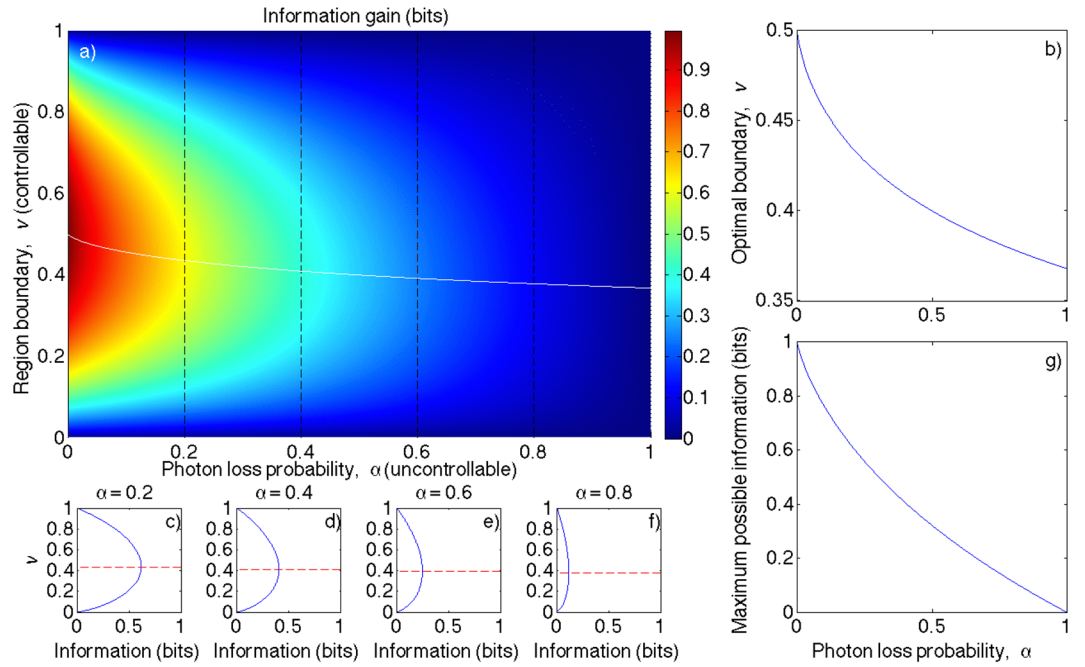 Information gain (bits)
a)
Region boundary, ν (controllable)
1
0.8
0.6
0.4
0.2
0
0 0.2 0.4 0.6 0.8 1
Photon loss probability, α (uncontrollable)
0.9
0.8
0.7
0.6
0.5
0.4
0.3
0.2
0.1
0
b)
Optimal boundary, ν
0.5
0.45
0.4
0.35
0 0.5 1
α = 0.2
c)
ν
1
0.8
0.6
0.4
0.2
0
0 0.5 1
Information (bits)
α = 0.4
d)
1
0.8
0.6
0.4
0.2
0
0 0.5 1
Information (bits)
α = 0.6
e)
1
0.8
0.6
0.4
0.2
0
0 0.5 1
Information (bits)
α = 0.8
f)
1
0.8
0.6
0.4
0.2
0
0 0.5 1
Information (bits)
g)
Maximum possible information (bits)
1
0.8
0.6
0.4
0.2
0
0 0.5 1
Photon loss probability, α